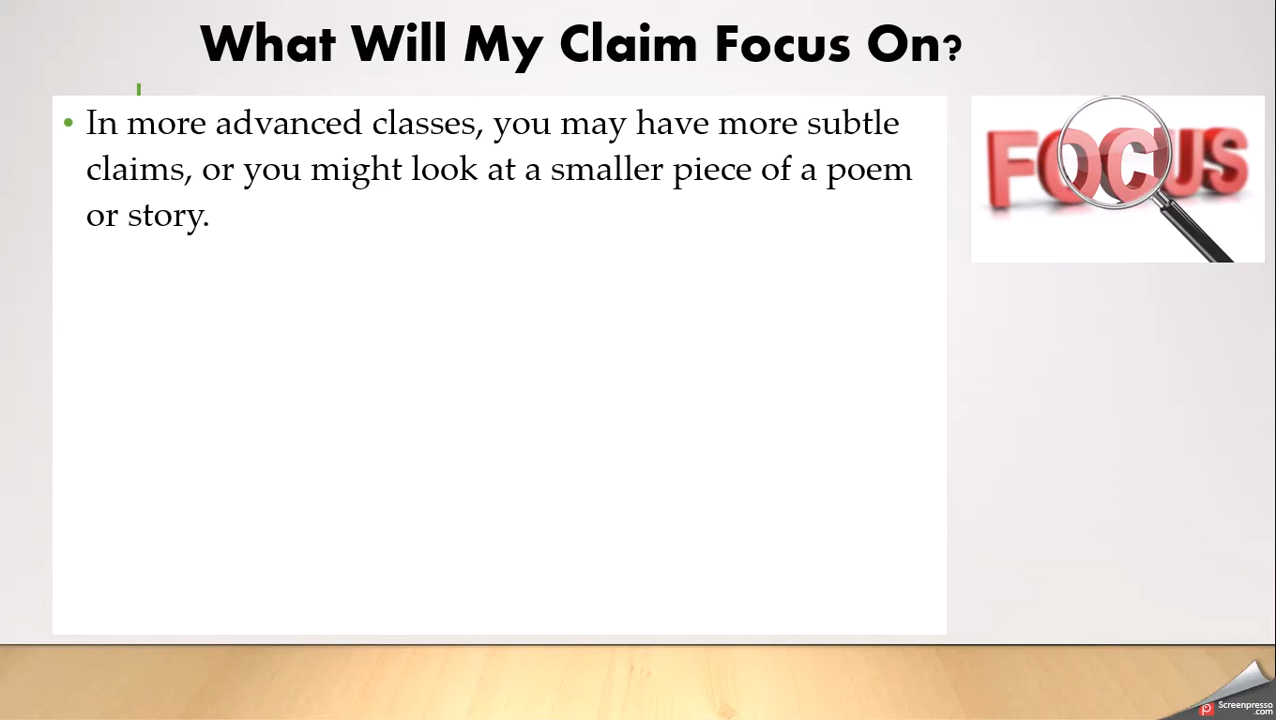 What Will My Claim Focus On?
• In more advanced classes, you may have more subtle
claims, or you might look at a smaller piece of a poem
or story.
FOCUS
Screenpresso
.com